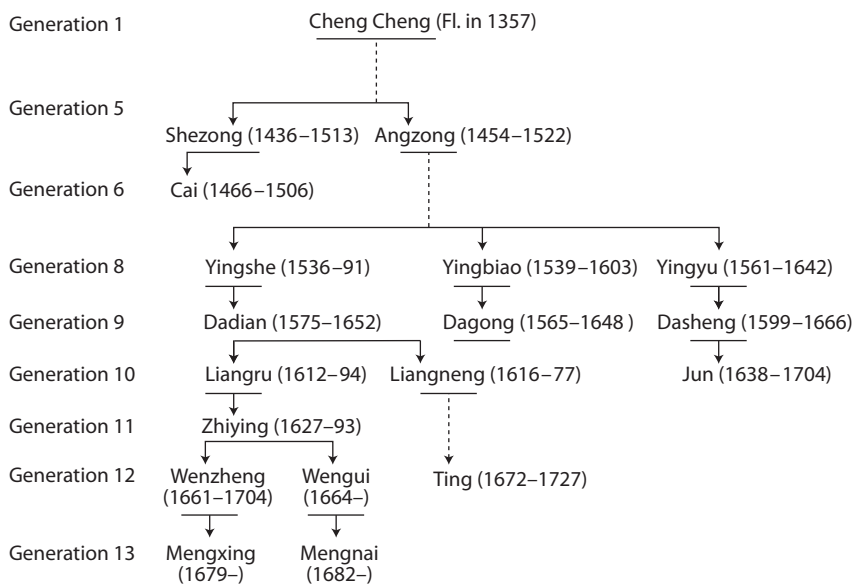 Generation 1 Cheng Cheng (Fl. in 1357)
Generation 5
Shezong (1436–1513) Angzong (1454–1522)
Generation 6 Cai (1466–1506)
Generation 8 Yingshe (1536–91) Yingbiao (1539–1603) Yingyu (1561–1642)
Generation 9 Dadian (1575–1652) Dagong (1565–1648 ) Dasheng (1599–1666)
Generation 10 Liangru (1612–94) Liangneng (1616–77) Jun (1638–1704)
Generation 11 Zhiying (1627–93)
Generation 12 Wenzheng Wengui Ting (1672–1727)
(1661–1704) (1664–)
Generation 13 Mengxing Mengnai
(1679–) (1682–)